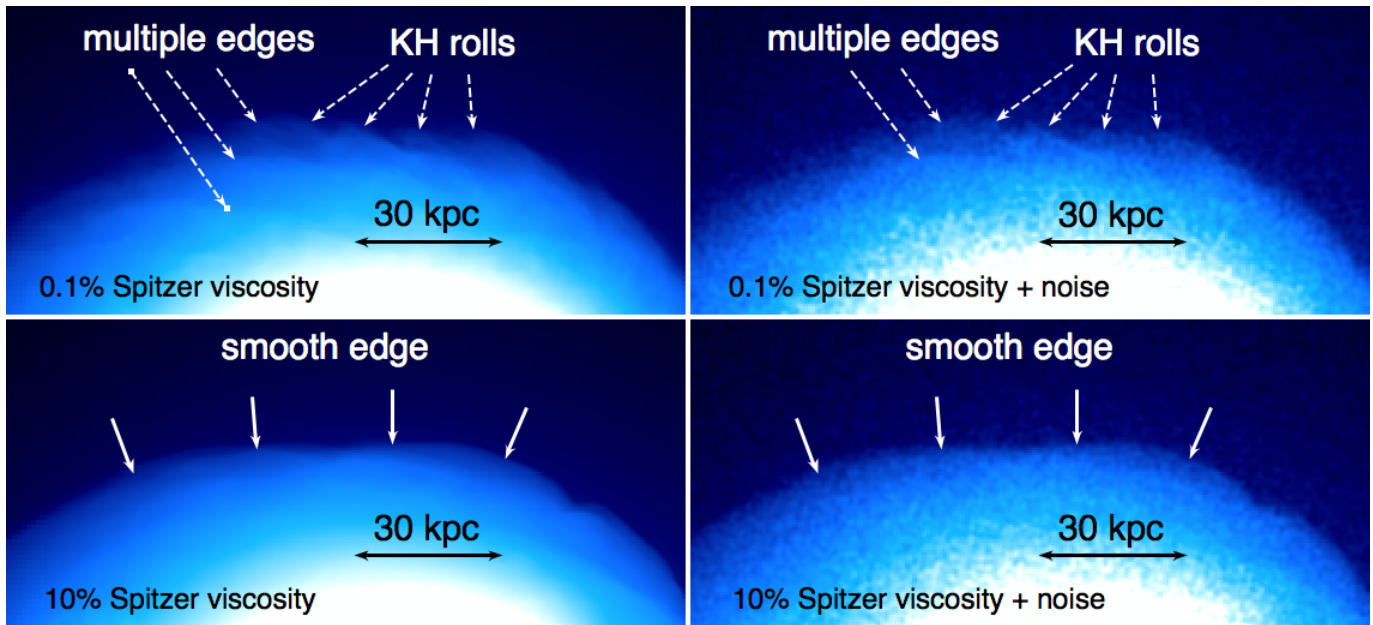 multiple edges
KH rolls
30 kpc
0.1% Spitzer viscosity
multiple edges
KH rolls
30 kpc
0.1% Spitzer viscosity + noise
smooth edge
30 kpc
10% Spitzer viscosity
smooth edge
30 kpc
10% Spitzer viscosity + noise